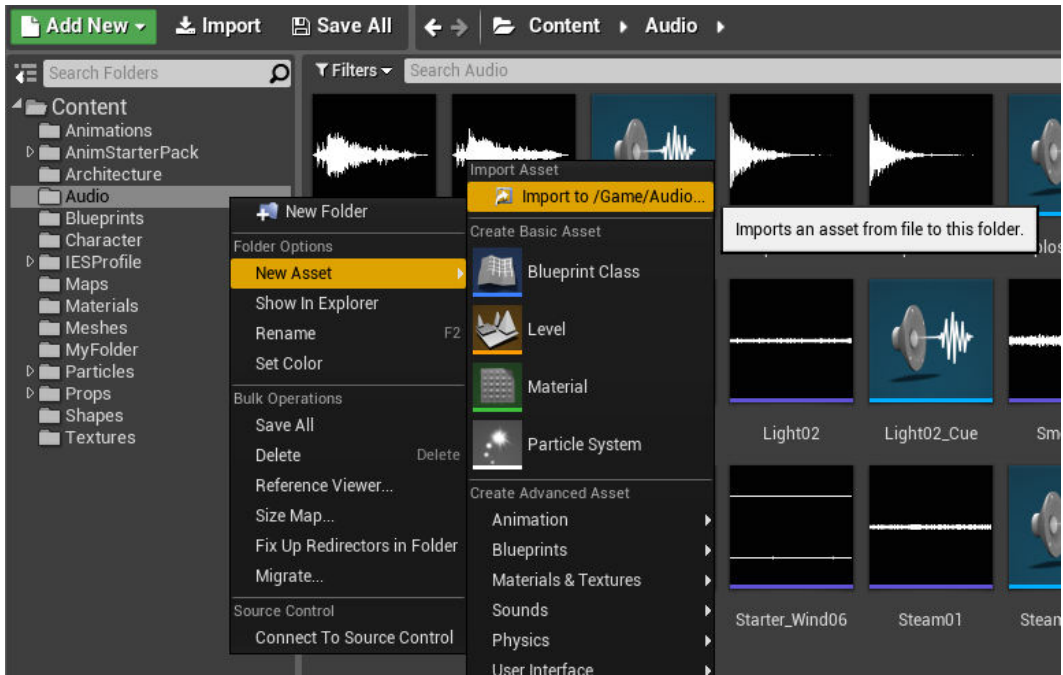 Add New Import Save All Content Audio
Search Folders Filters Search Audio
Content
Animations
AnimStarterPack
Architecture
Audio
Blueprints
Character
IESProfile
Maps
Materials
Meshes
MyFolder
Particles
Props
Shapes
Textures
New Folder
Folder Options
New Asset
Show In Explorer
Rename F2
Set Color
Bulk Operations
Save All
Delete Delete
Reference Viewer...
Size Map...
Fix Up Redirectors in Folder
Migrate...
Source Control
Connect To Source Control
Import Asset
Import to /Game/Audio...
Create Basic Asset
Blueprint Class
Level
Material
Particle System
Create Advanced Asset
Animation
Blueprints
Materials & Textures
Sounds
Physics
User Interface
Imports an asset from file to this folder.
Light02 Light02_Cue
Starter_Wind06 Steam01